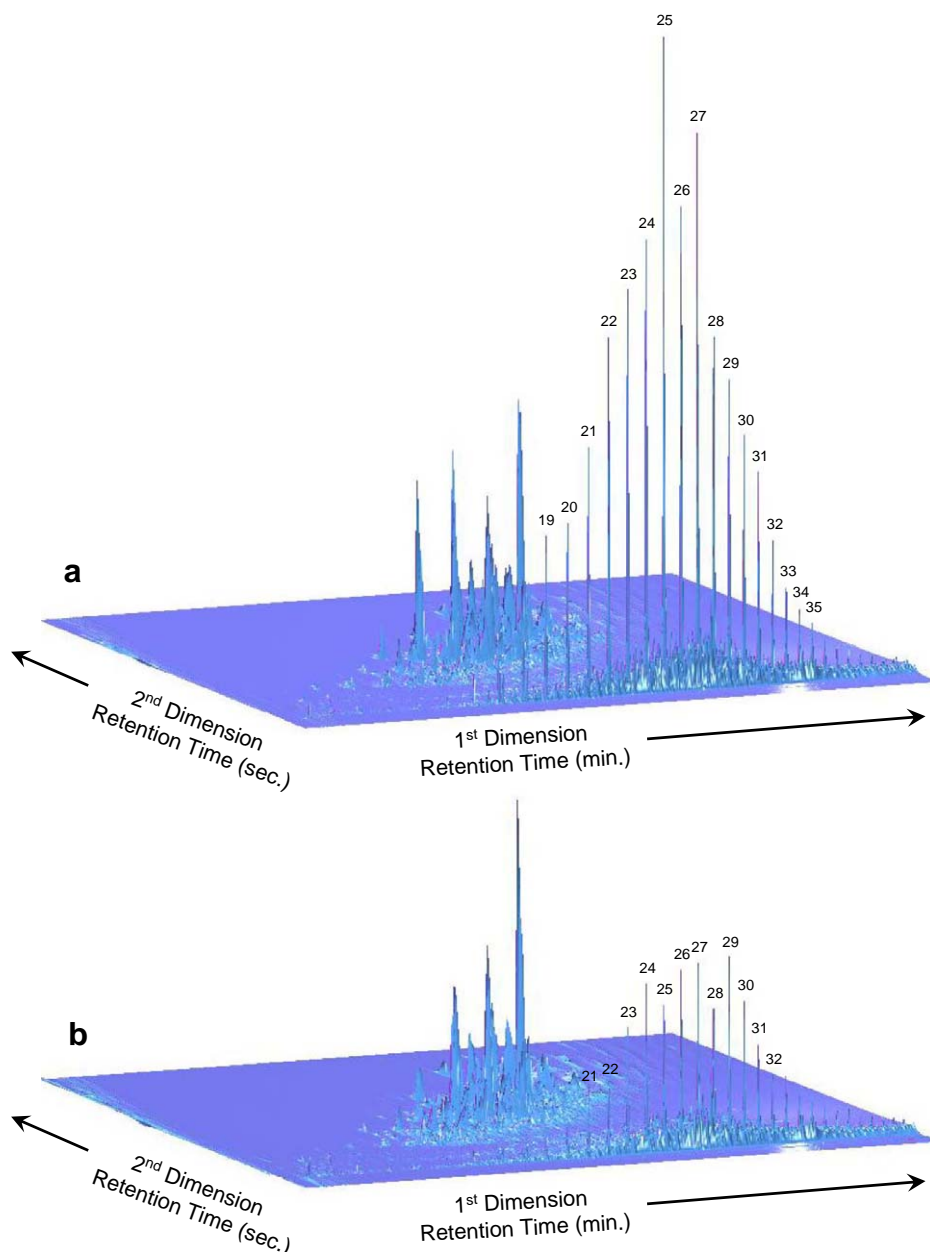 25
27
26
24
23
22
28
29
30
21
31
20
19
32
33
34
35
a
2nd Dimension
Retention Time (sec.)
1st Dimension
Retention Time (min.)
29
27
26
24
30
25
28
23
31
32
22
21
b
2nd Dimension
Retention Time (sec.)
1st Dimension
Retention Time (min.)